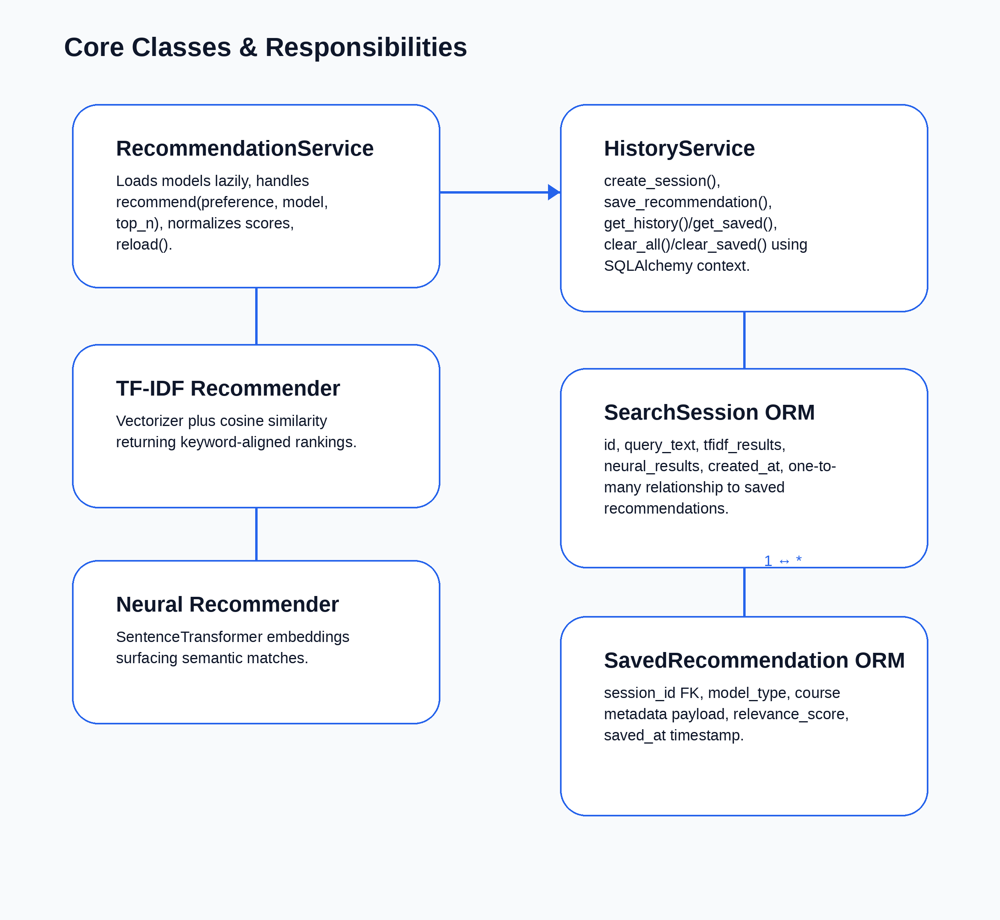 Core Classes & Responsibilities
RecommendationService
Loads models lazily, handles
recommend(preference, model,
top_n), normalizes scores,
reload().
HistoryService
create_session(),
save_recommendation(),
get_history()/get_saved(),
clear_all()/clear_saved() using
SQLAlchemy context.
TF-IDF Recommender
Vectorizer plus cosine similarity
returning keyword-aligned rankings.
SearchSession ORM
id, query_text, tfidf_results,
neural_results, created_at, one-to-
many relationship to saved
recommendations.
1 ↔ *
Neural Recommender
SentenceTransformer embeddings
surfacing semantic matches.
SavedRecommendation ORM
session_id FK, model_type, course
metadata payload, relevance_score,
saved_at timestamp.